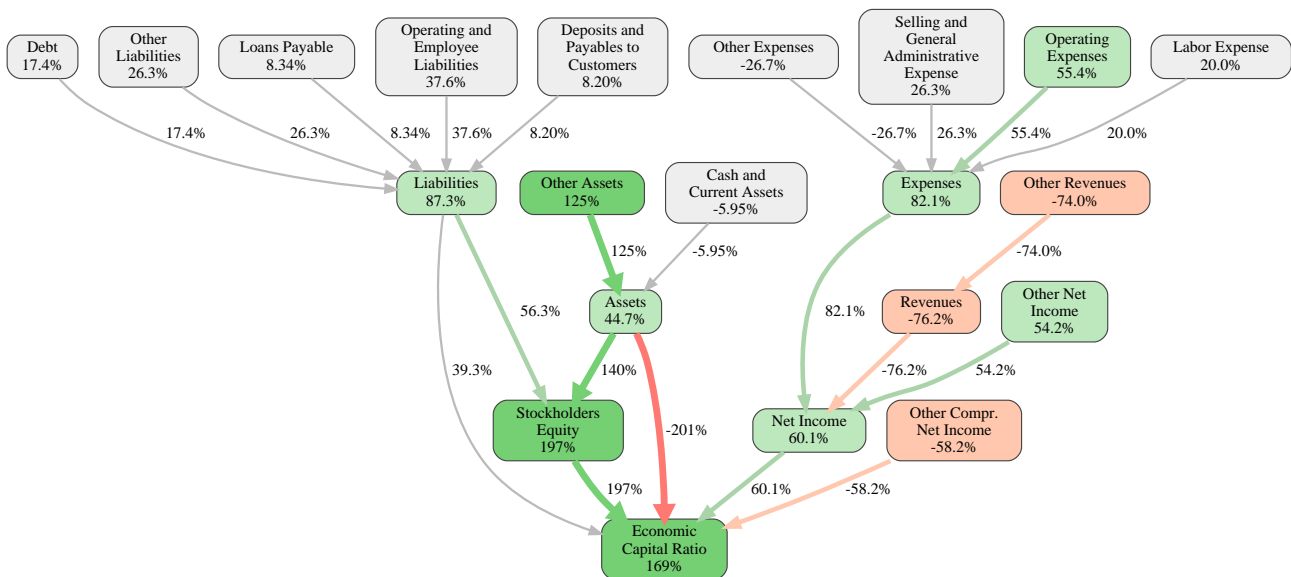 Debt
17.4%
Other
Liabilities
26.3%
Loans Payable
8.34%
Operating and
Employee
Liabilities
37.6%
Deposits and
Payables to
Customers
8.20%
Other Expenses
-26.7%
Selling and
General
Administrative
Expense
26.3%
Operating
Expenses
55.4%
Labor Expense
20.0%
17.4%
26.3%
8.34%
37.6%
8.20%
-26.7%
26.3%
55.4%
20.0%
Liabilities
87.3%
Other Assets
125%
Cash and
Current Assets
-5.95%
Expenses
82.1%
Other Revenues
-74.0%
125%
-5.95%
-74.0%
56.3%
Assets
44.7%
82.1%
Revenues
-76.2%
Other Net
Income
54.2%
39.3%
140%
-76.2%
54.2%
Stockholders
Equity
197%
-201%
Net Income
60.1%
Other Compr.
Net Income
-58.2%
197%
60.1%
-58.2%
Economic
Capital Ratio
169%